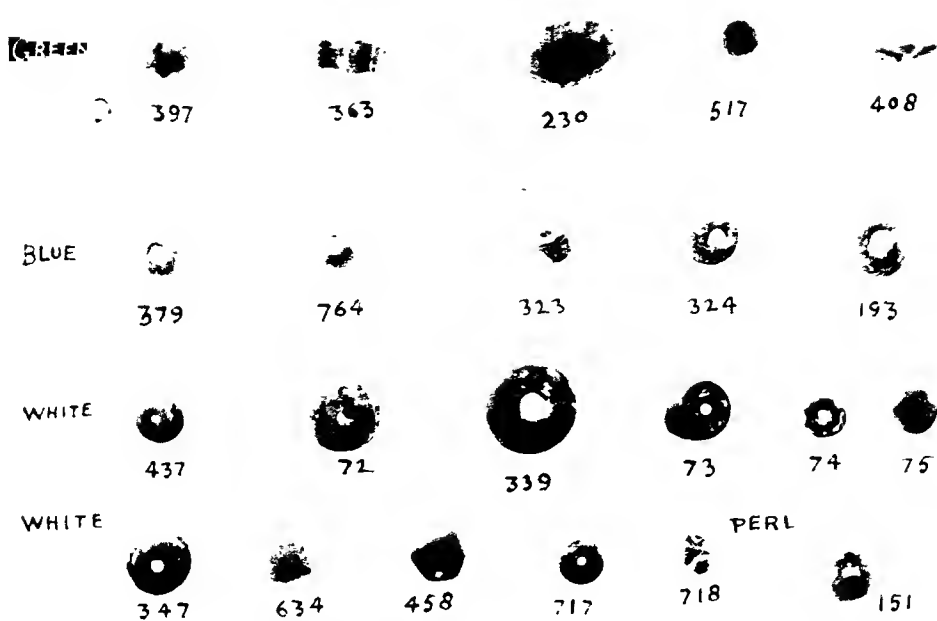 GREEN
397 363 230 517 408
BLUE
379 764 323 324 193
WHITE
437 72 339 73 74 75
WHITE PERL
347 634 458 717 718 151